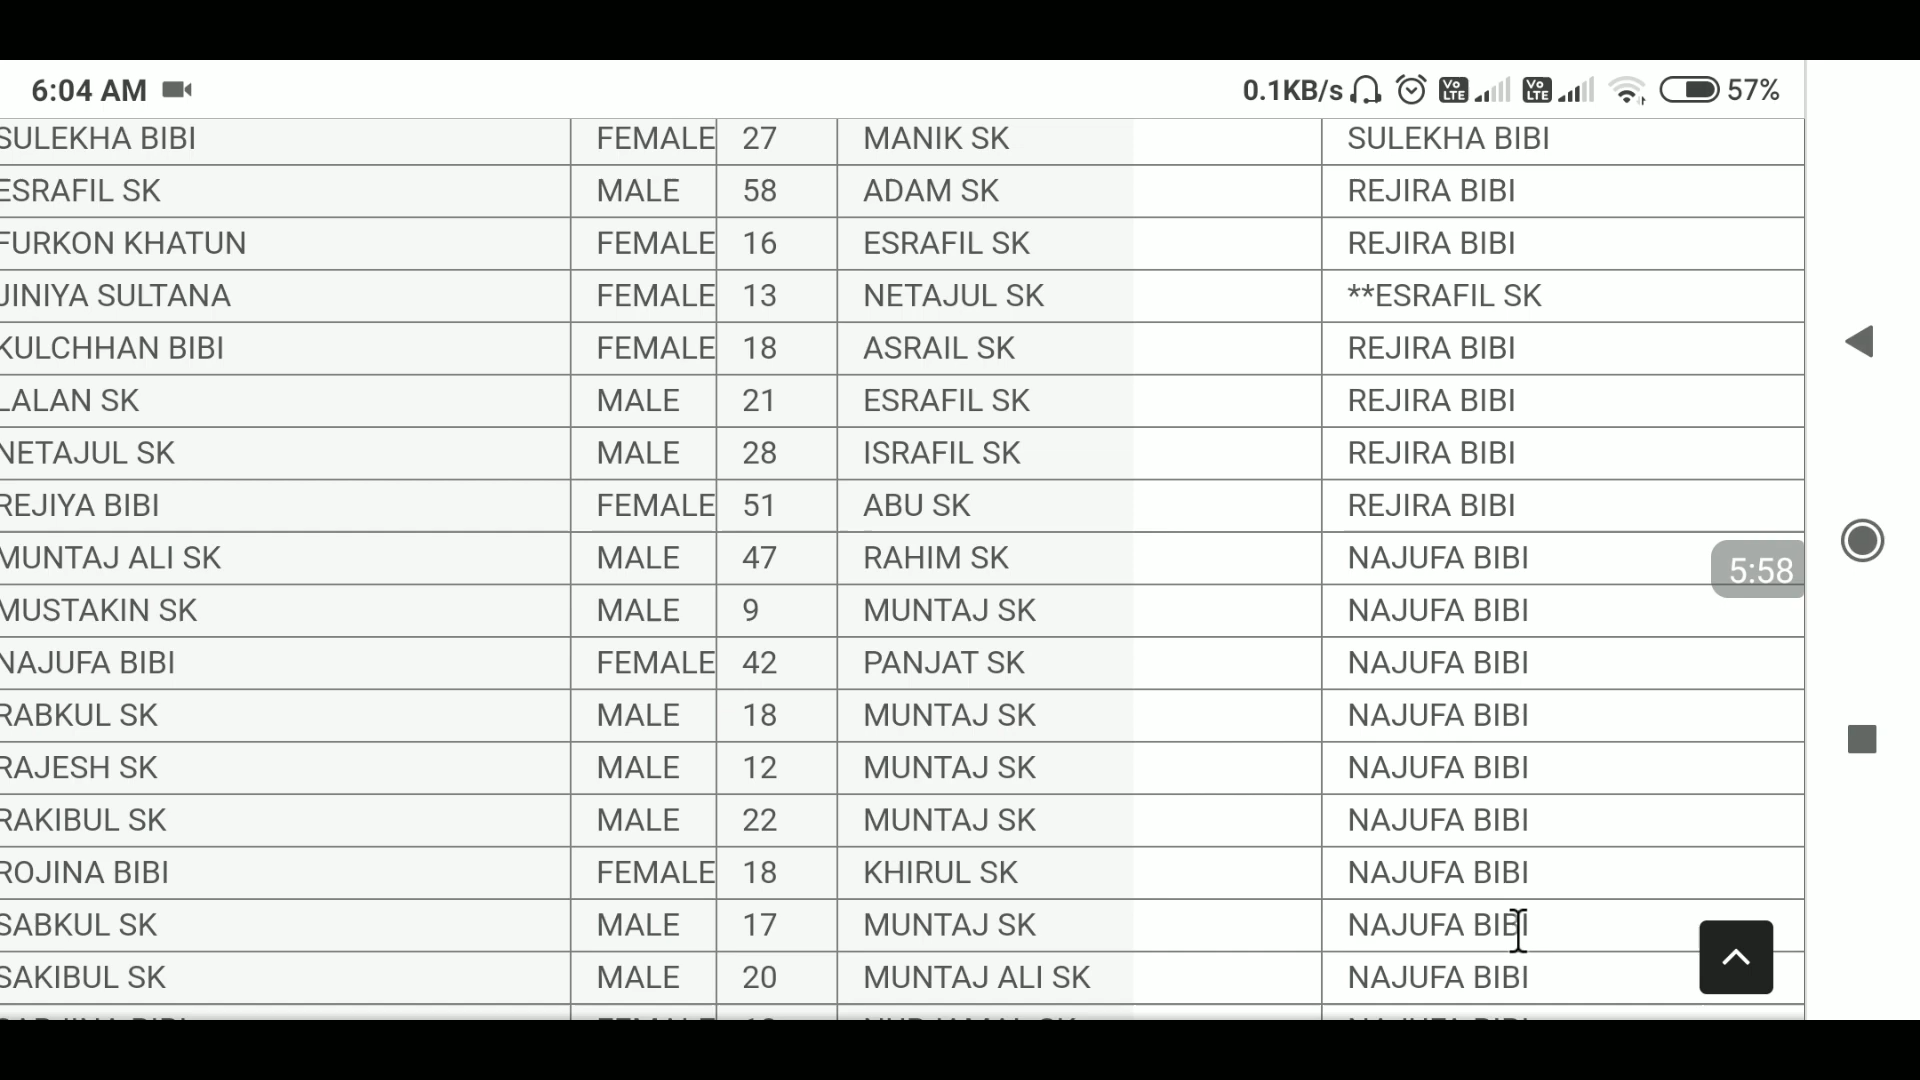 6:04 AM 0.1KB/s Vo LTE Vo LTE 57%
SULEKHA BIBI FEMALE 27 MANIK SK SULEKHA BIBI
ESRAFIL SK MALE 58 ADAM SK REJIRA BIBI
FURKON KHATUN FEMALE 16 ESRAFIL SK REJIRA BIBI
JINIYA SULTANA FEMALE 13 NETAJUL SK **ESRAFIL SK
KULCHHAN BIBI FEMALE 18 ASRAIL SK REJIRA BIBI
LALAN SK MALE 21 ESRAFIL SK REJIRA BIBI
NETAJUL SK MALE 28 ISRAFIL SK REJIRA BIBI
REJIYA BIBI FEMALE 51 ABU SK REJIRA BIBI
MUNTAJ ALI SK MALE 47 RAHIM SK NAJUFA BIBI 5:58
MUSTAKIN SK MALE 9 MUNTAJ SK NAJUFA BIBI
NAJUFA BIBI FEMALE 42 PANJAT SK NAJUFA BIBI
RABKUL SK MALE 18 MUNTAJ SK NAJUFA BIBI
RAJESH SK MALE 12 MUNTAJ SK NAJUFA BIBI
RAKIBUL SK MALE 22 MUNTAJ SK NAJUFA BIBI
ROJINA BIBI FEMALE 18 KHIRUL SK NAJUFA BIBI
SABKUL SK MALE 17 MUNTAJ SK NAJUFA BIBI
SAKIBUL SK MALE 20 MUNTAJ ALI SK NAJUFA BIBI